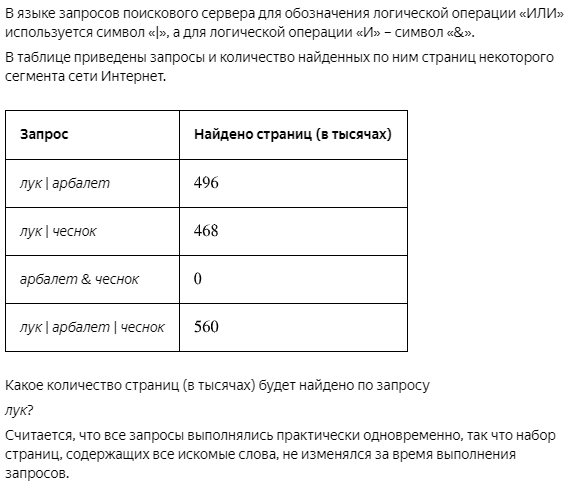 В языке запросов поискового сервера для обозначения логической операции «ИЛИ»
используется символ «|», а для логической операции «И» – символ «&».
В таблице приведены запросы и количество найденных по ним страниц некоторого
сегмента сети Интернет.
Запрос Найдено страниц (в тысячах)
лук | арбалет 496
лук | чеснок 468
арбалет & чеснок 0
лук | арбалет | чеснок 560
Какое количество страниц (в тысячах) будет найдено по запросу
лук?
Считается, что все запросы выполнялись практически одновременно, так что набор
страниц, содержащих все искомые слова, не изменялся за время выполнения
запросов.